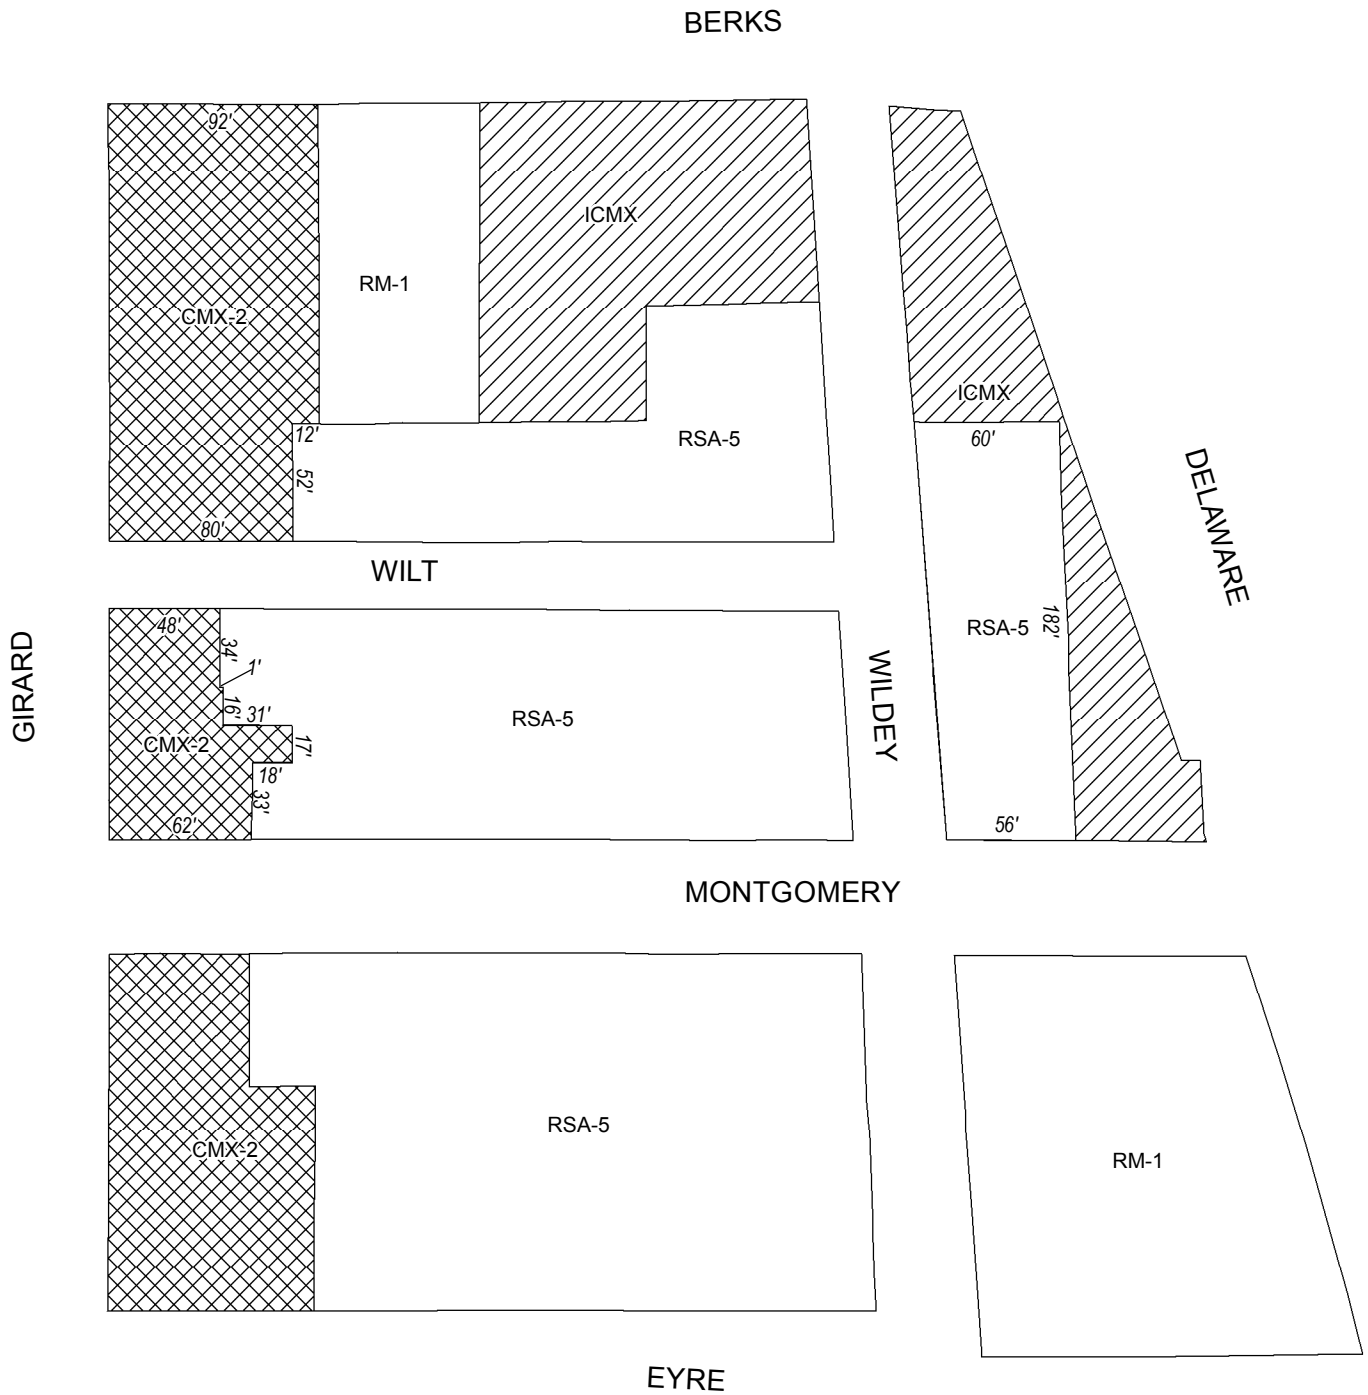 BERKS
92'
ICMX
RM-1
CMX-2
ICMX
12'
RSA-5
60'
52'
80'
DELAWARE
WILT
48'
34'
1'
182'
RSA-5
GIRARD
16'
31'
RSA-5
WILDEY
CMX-2
17'
18'
33'
62'
56'
MONTGOMERY
RSA-5
CMX-2
RM-1
EYRE